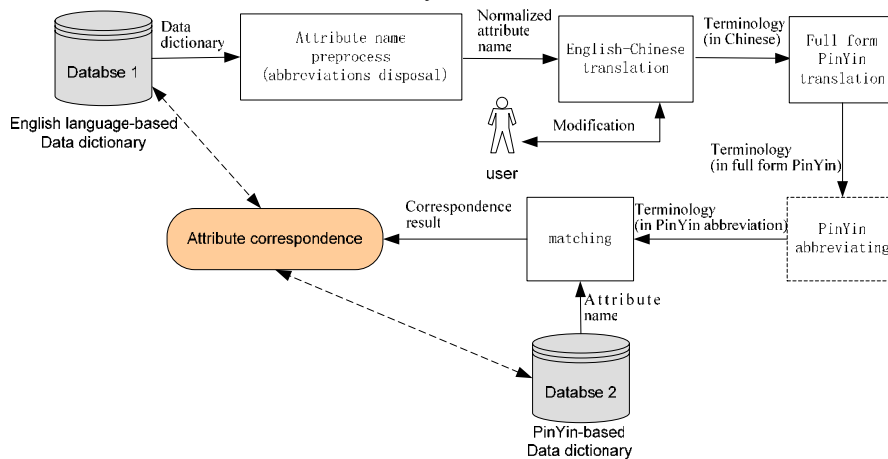 Data
dictionary
Databse 1
English language-based
Data dictionary
Attribute name
preprocess
(abbreviations disposal)
Normalized
attribute
name
English-Chinese
translation
Terminology
(in Chinese)
Full form
PinYin
translation
Modification
user
Terminology
(in full form PinYin)
PinYin
abbreviating
Terminology
(in PinYin abbreviation)
matching
Correspondence
result
Attribute correspondence
Attribute
name
Databse 2
PinYin-based
Data dictionary